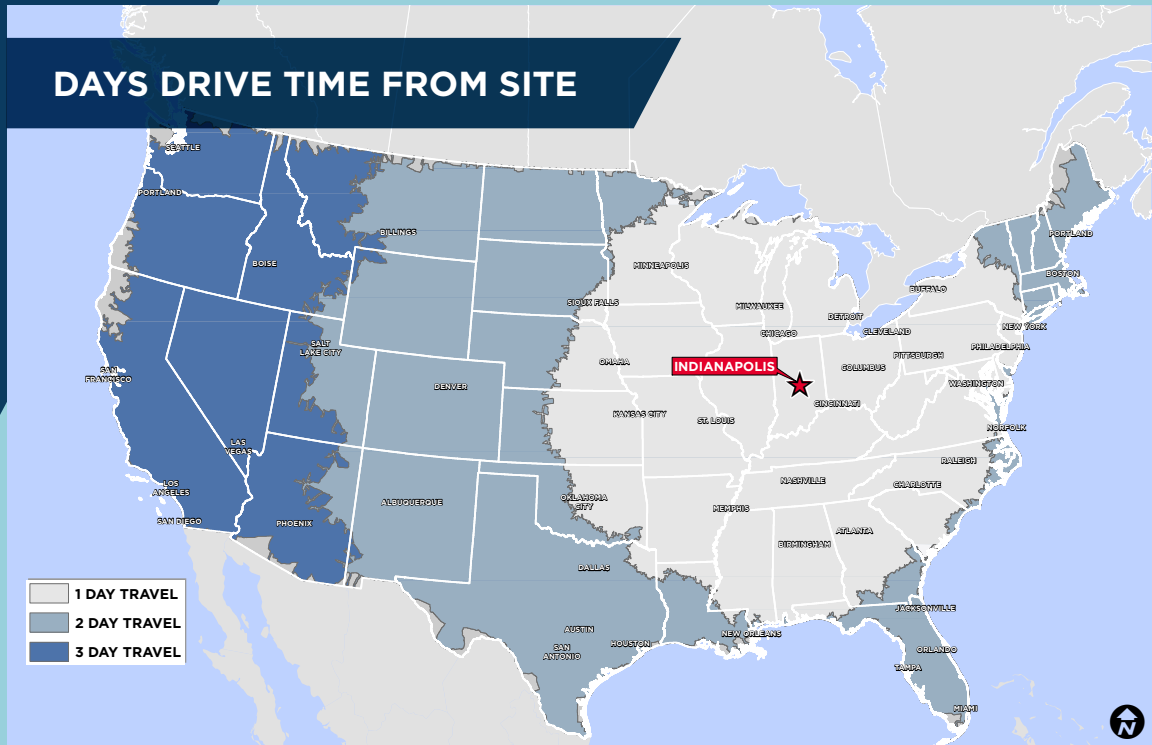 DAYS DRIVE TIME FROM SITE
SEATTLE
PORTLAND
BILLINGS
BOISE
PORTLAND
BOSTON
MINNEAPOLIS
BUFFALO
SIOUX FALLS
MILWAUKEE
DETROIT
CLEVELAND
NEW YORK
CHICAGO
PHILADELPHIA
SALT
LAKE CITY
PITTSBURGH
OMAHA
INDIANAPOLIS
COLUMBUS
SAN
FRANCISCO
DENVER
WASHINGTON
CINCINNATI
KANSAS CITY
ST. LOUIS
NORFOLK
LAS
VEGAS
RALEIGH
NASHVILLE
CHARLOTTE
LOS
ANGELES
ALBUQUERQUE
OKLAHOMA
CITY
MEMPHIS
SAN DIEGO
PHOENIX
ATLANTA
BIRMINGHAM
DALLAS
JACKSONVILLE
AUSTIN
NEW ORLEANS
HOUSTON
SAN
ANTONIO
ORLANDO
TAMPA
MIAMI
1 DAY TRAVEL
2 DAY TRAVEL
3 DAY TRAVEL
N